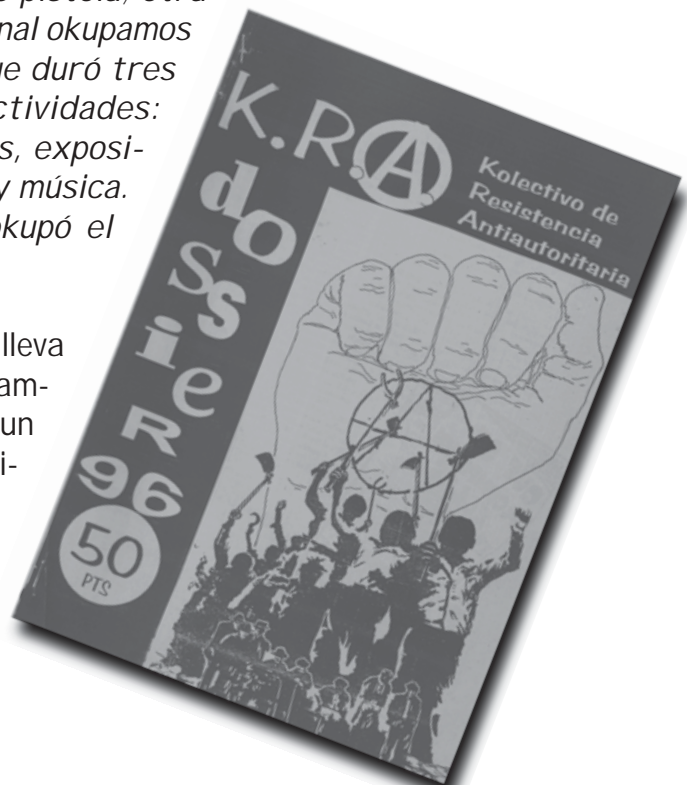 pistola, otra
nal okupamos
ue duró tres
ctividades:
s, exposi-
y música.
okupó el
lleva
am-
un
i-
K.R.A.
Kolectivo de
Resistencia
Antiautoritaria
dossieR
96
50
PTS